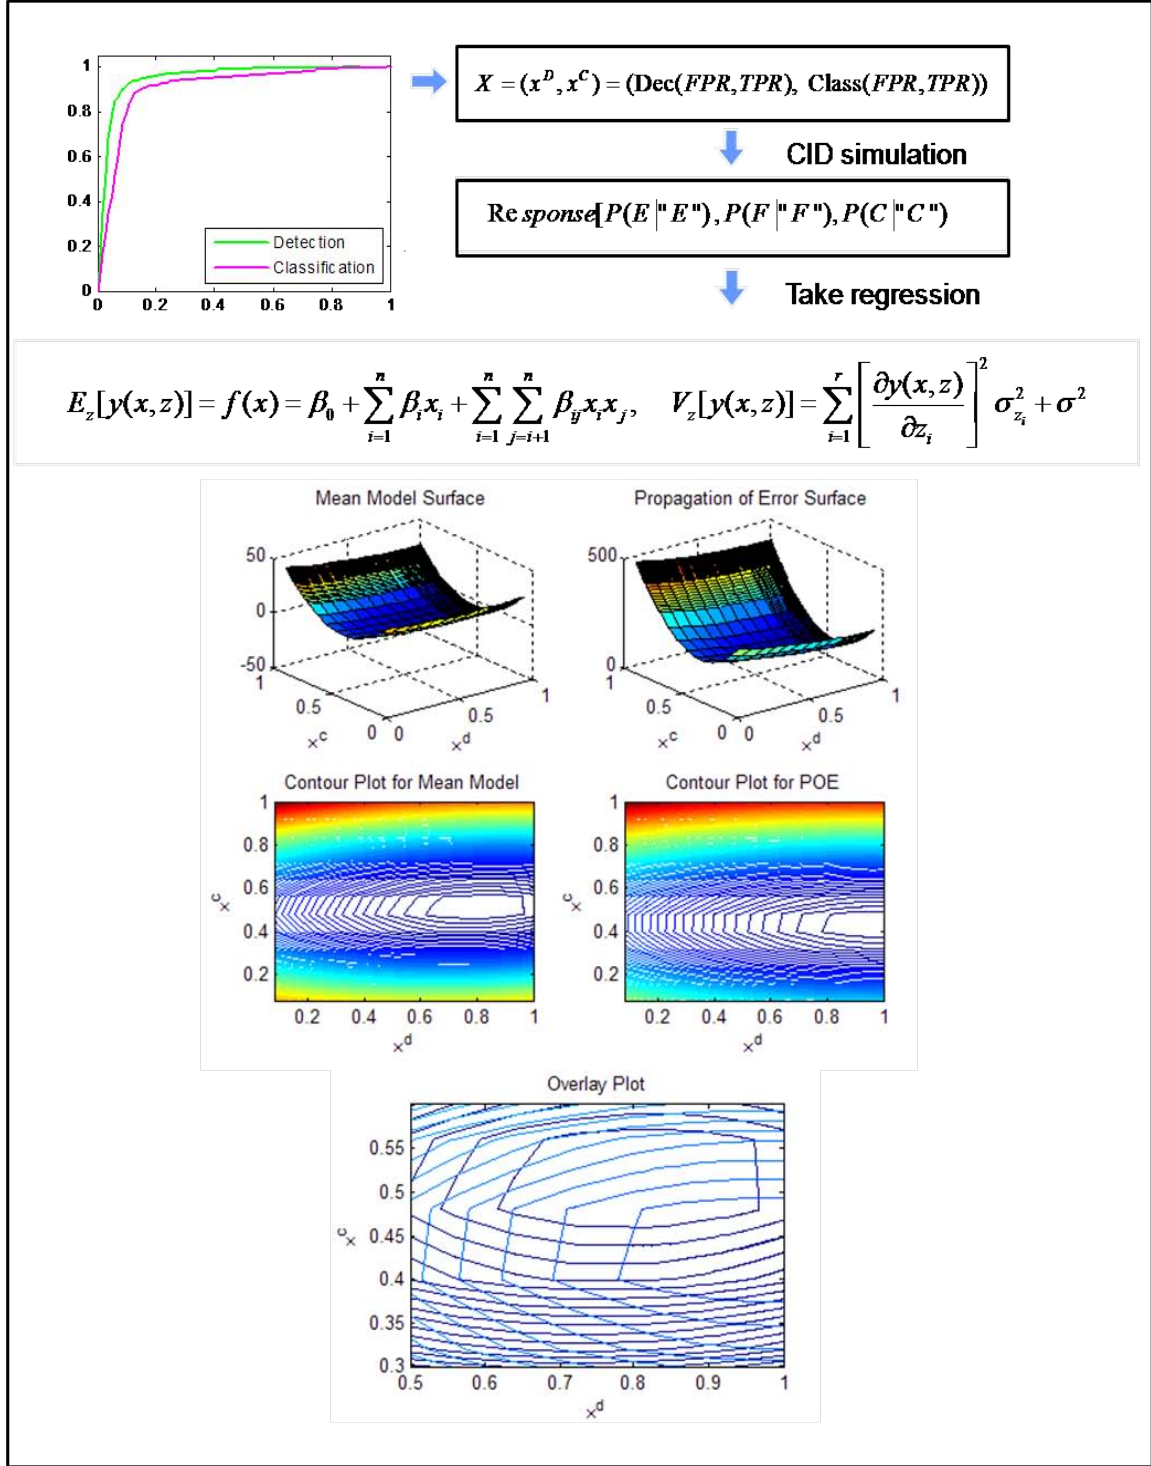 1
0.8
0.6
0.4
0.2
0
0 0.2 0.4 0.6 0.8 1
Detection
Classification
X = (x^D, x^C) = (Dec(FPR,TPR), Class(FPR,TPR))
CID simulation
Response[P(E|"E"), P(F|"F"), P(C|"C")
Take regression
E_z[y(x,z)] = f(x) = β_0 + ∑_{i=1}^{n} β_i x_i + ∑_{i=1}^{n} ∑_{j=i+1}^{n} β_{ij} x_i x_j, V_z[y(x,z)] = ∑_{i=1}^{r} [∂y(x,z)/∂z_i]^2 σ_{z_i}^2 + σ^2
Mean Model Surface
50
0
-50
1
0.5
0
0
0.5
1
x^c
x^d
Propagation of Error Surface
500
0
1
0.5
0
0
0.5
1
x^c
x^d
Contour Plot for Mean Model
1
0.8
0.6
0.4
0.2
x^c
0.2 0.4 0.6 0.8 1
x^d
Contour Plot for POE
1
0.8
0.6
0.4
0.2
x^c
0.2 0.4 0.6 0.8 1
x^d
Overlay Plot
0.55
0.5
0.45
0.4
0.35
0.3
x^c
0.5 0.6 0.7 0.8 0.9 1
x^d